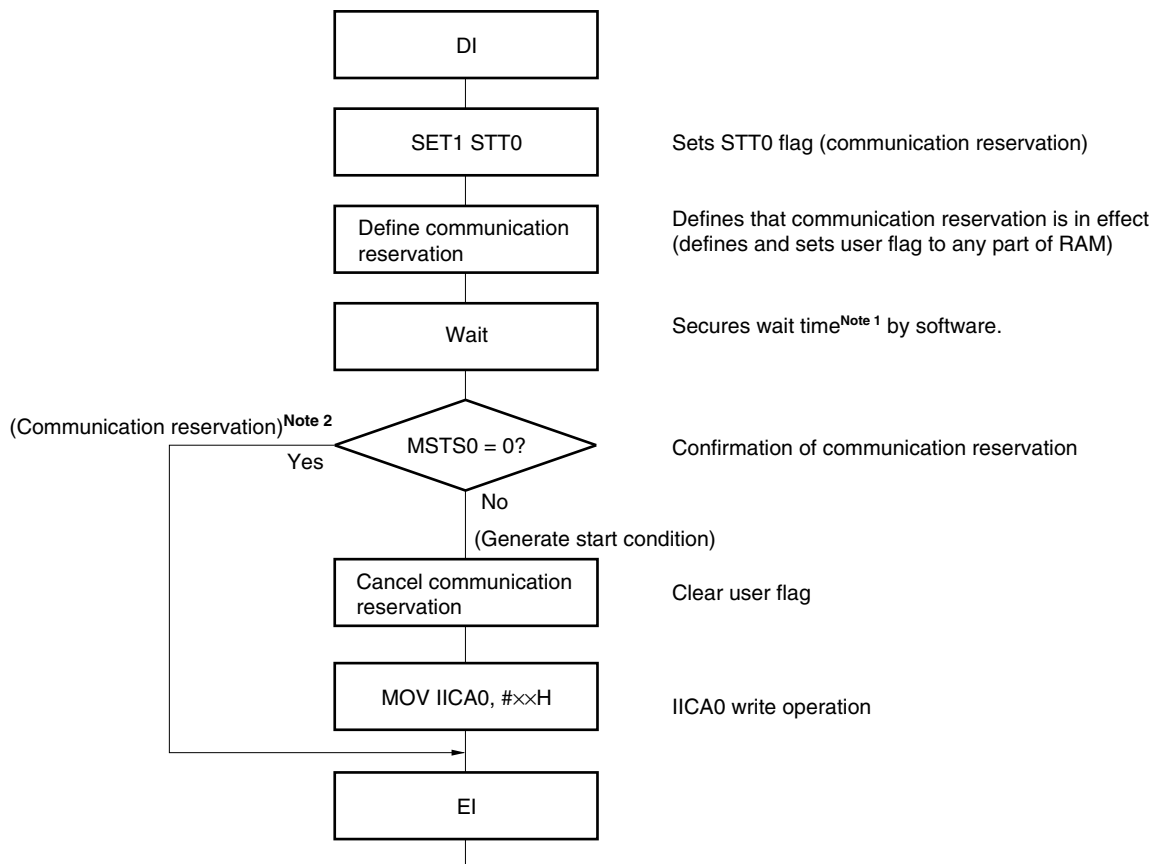 DI
SET1 STT0
Sets STT0 flag (communication reservation)
Define communication
reservation
Defines that communication reservation is in effect
(defines and sets user flag to any part of RAM)
Wait
Secures wait timeNote 1 by software.
(Communication reservation)Note 2
MSTS0 = 0?
Confirmation of communication reservation
Yes
No
(Generate start condition)
Cancel communication
reservation
Clear user flag
MOV IICA0, #××H
IICA0 write operation
EI